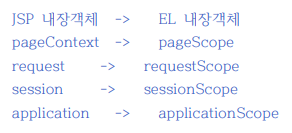 JSP 내장객체 -> EL 내장객체
pageContext -> pageScope
request -> requestScope
session -> sessionScope
application -> applicationScope